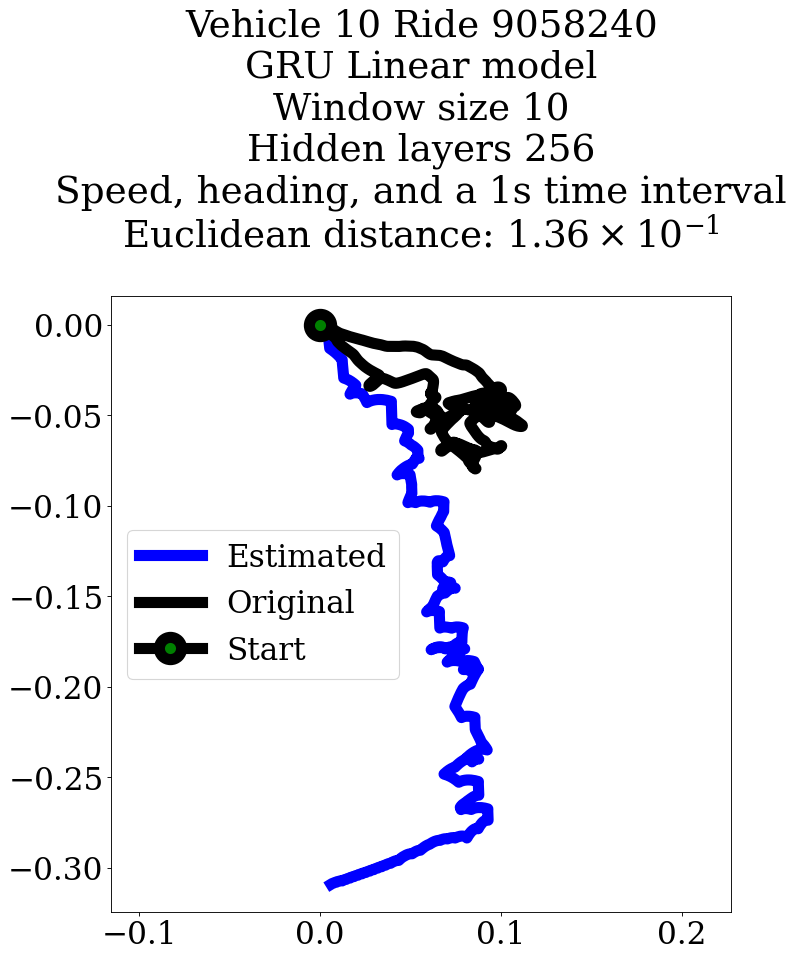 Vehicle 10 Ride 9058240
GRU Linear model
Window size 10
Hidden layers 256
Speed, heading, and a 1s time interval
Euclidean distance: 1.36 × 10⁻¹
0.00
−0.05
−0.10
−0.15
−0.20
−0.25
−0.30
Estimated
Original
Start
−0.1
0.0
0.1
0.2